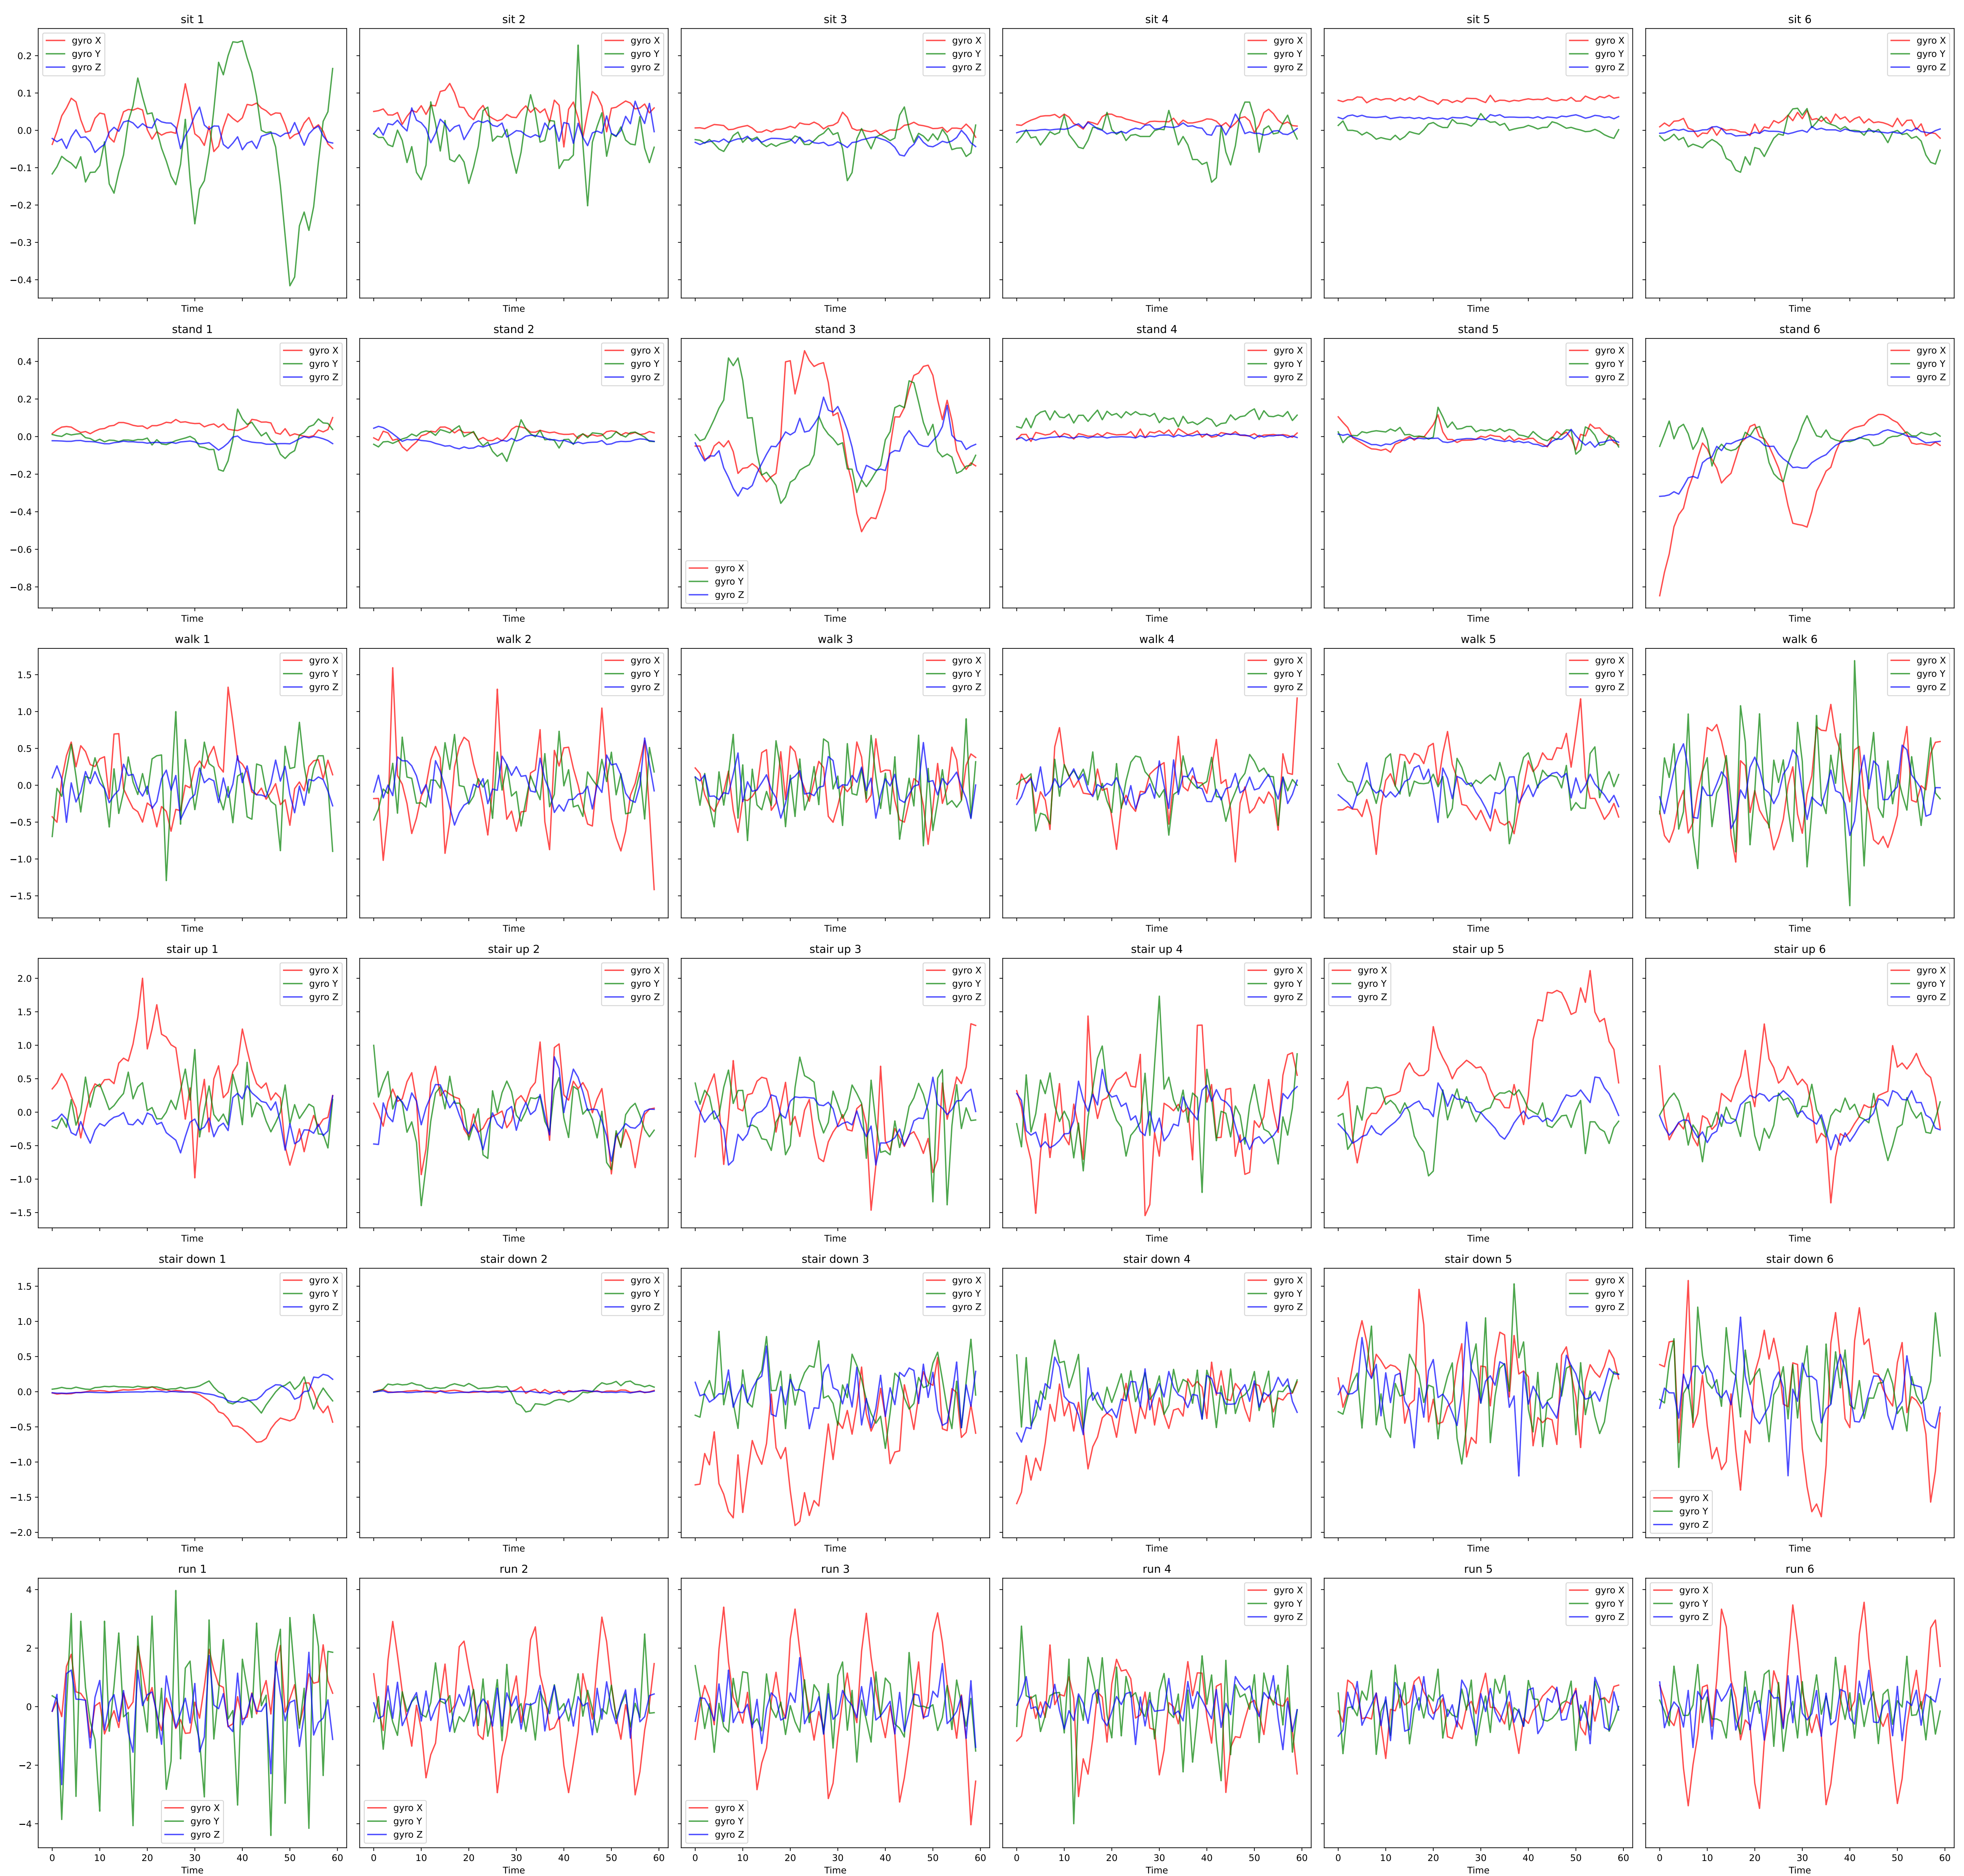 sit 1
gyro X
gyro Y
gyro Z
0.2
0.1
0.0
−0.1
−0.2
−0.3
−0.4
Time
sit 2
gyro X
gyro Y
gyro Z
Time
sit 3
gyro X
gyro Y
gyro Z
Time
sit 4
gyro X
gyro Y
gyro Z
Time
sit 5
gyro X
gyro Y
gyro Z
Time
sit 6
gyro X
gyro Y
gyro Z
Time
stand 1
gyro X
gyro Y
gyro Z
0.4
0.2
0.0
−0.2
−0.4
−0.6
−0.8
Time
stand 2
gyro X
gyro Y
gyro Z
Time
stand 3
gyro X
gyro Y
gyro Z
Time
stand 4
gyro X
gyro Y
gyro Z
Time
stand 5
gyro X
gyro Y
gyro Z
Time
stand 6
gyro X
gyro Y
gyro Z
Time
walk 1
gyro X
gyro Y
gyro Z
1.5
1.0
0.5
0.0
−0.5
−1.0
−1.5
Time
walk 2
gyro X
gyro Y
gyro Z
Time
walk 3
gyro X
gyro Y
gyro Z
Time
walk 4
gyro X
gyro Y
gyro Z
Time
walk 5
gyro X
gyro Y
gyro Z
Time
walk 6
gyro X
gyro Y
gyro Z
Time
stair up 1
gyro X
gyro Y
gyro Z
2.0
1.5
1.0
0.5
0.0
−0.5
−1.0
−1.5
Time
stair up 2
gyro X
gyro Y
gyro Z
Time
stair up 3
gyro X
gyro Y
gyro Z
Time
stair up 4
gyro X
gyro Y
gyro Z
Time
stair up 5
gyro X
gyro Y
gyro Z
Time
stair up 6
gyro X
gyro Y
gyro Z
Time
stair down 1
gyro X
gyro Y
gyro Z
1.5
1.0
0.5
0.0
−0.5
−1.0
−1.5
−2.0
Time
stair down 2
gyro X
gyro Y
gyro Z
Time
stair down 3
gyro X
gyro Y
gyro Z
Time
stair down 4
gyro X
gyro Y
gyro Z
Time
stair down 5
gyro X
gyro Y
gyro Z
Time
stair down 6
gyro X
gyro Y
gyro Z
Time
run 1
4
2
0
−2
−4
gyro X
gyro Y
gyro Z
0 10 20 30 40 50 60
Time
run 2
gyro X
gyro Y
gyro Z
0 10 20 30 40 50 60
Time
run 3
gyro X
gyro Y
gyro Z
0 10 20 30 40 50 60
Time
run 4
gyro X
gyro Y
gyro Z
0 10 20 30 40 50 60
Time
run 5
gyro X
gyro Y
gyro Z
0 10 20 30 40 50 60
Time
run 6
gyro X
gyro Y
gyro Z
0 10 20 30 40 50 60
Time